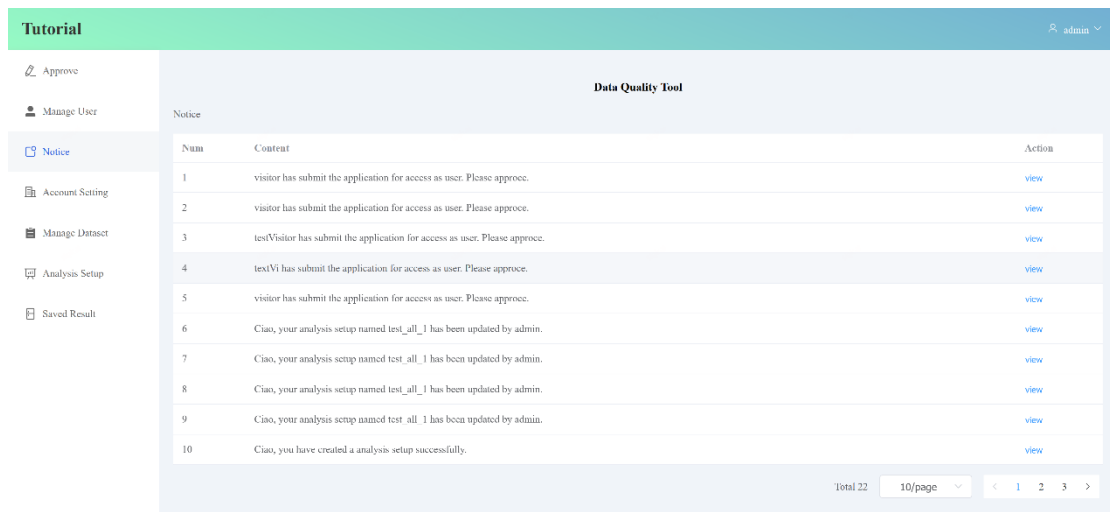 Tutorial
admin
Approve
Manage User
Notice
Account Setting
Manage Dataset
Analysis Setup
Saved Result
Data Quality Tool
Notice
Num Content Action
1 visitor has submit the application for access as user. Please approce. view
2 visitor has submit the application for access as user. Please approce. view
3 testVisitor has submit the application for access as user. Please approce. view
4 textVi has submit the application for access as user. Please approce. view
5 visitor has submit the application for access as user. Please approce. view
6 Ciao, your analysis setup named test_all_1 has been updated by admin. view
7 Ciao, your analysis setup named test_all_1 has been updated by admin. view
8 Ciao, your analysis setup named test_all_1 has been updated by admin. view
9 Ciao, your analysis setup named test_all_1 has been updated by admin. view
10 Ciao, you have created a analysis setup successfully. view
Total 22 10/page < 1 2 3 >